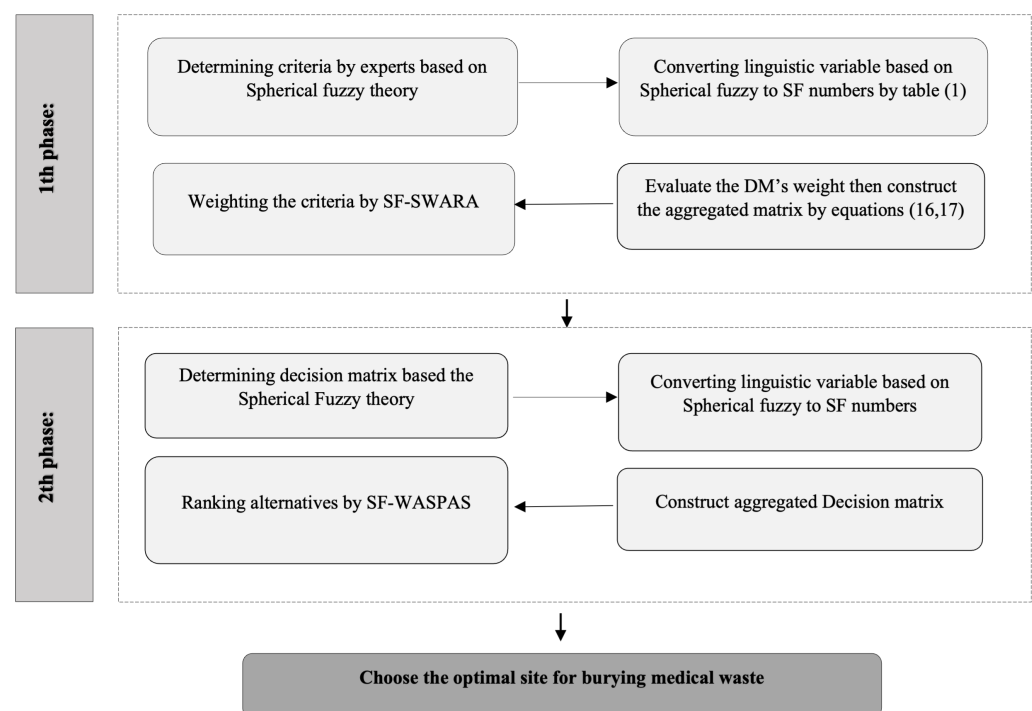 1th phase:
Determining criteria by experts based on
Spherical fuzzy theory
Converting linguistic variable based on
Spherical fuzzy to SF numbers by table (1)
Weighting the criteria by SF-SWARA
Evaluate the DM's weight then construct
the aggregated matrix by equations (16,17)
2th phase:
Determining decision matrix based the
Spherical Fuzzy theory
Converting linguistic variable based on
Spherical fuzzy to SF numbers
Ranking alternatives by SF-WASPAS
Construct aggregated Decision matrix
Choose the optimal site for burying medical waste